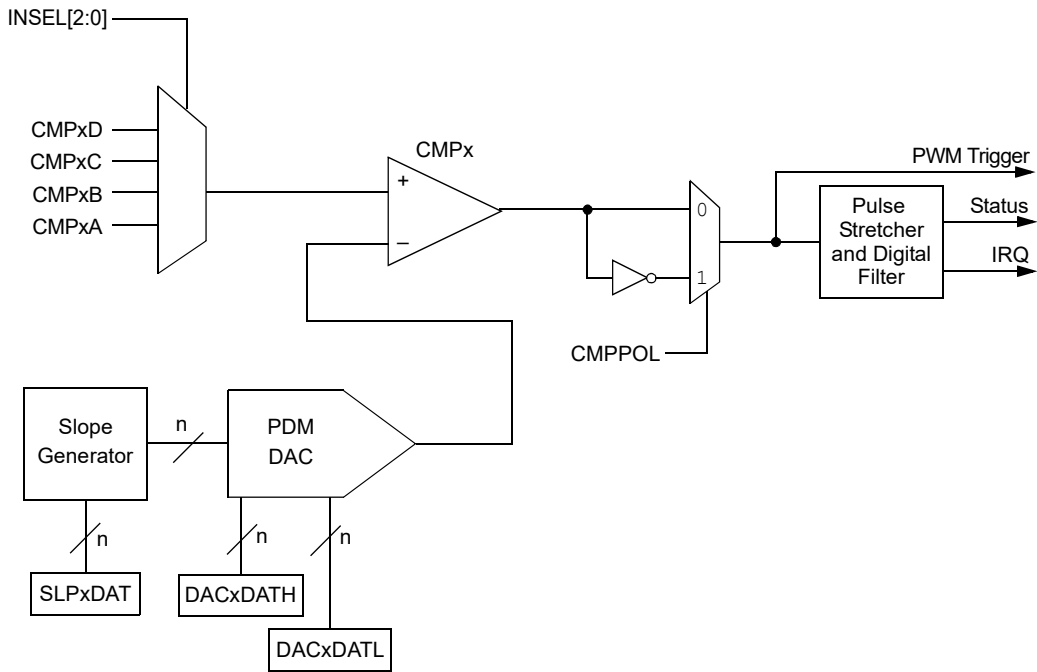 INSEL[2:0]
CMPxD
CMPxC
CMPxB
CMPxA
CMPx
+
–
0
1
CMPPOL
PWM Trigger
Pulse
Stretcher
and Digital
Filter
Status
IRQ
Slope
Generator
n
PDM
DAC
n
n
n
SLPxDAT
DACxDATH
DACxDATL